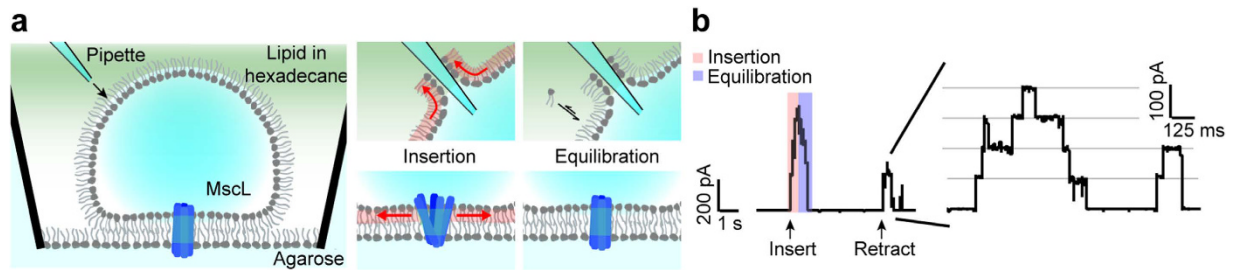 a
Pipette
Lipid in
hexadecane
MscL
Agarose
Insertion
Equilibration
b
Insertion
Equilibration
200 pA
1 s
Insert
Retract
100 pA
125 ms